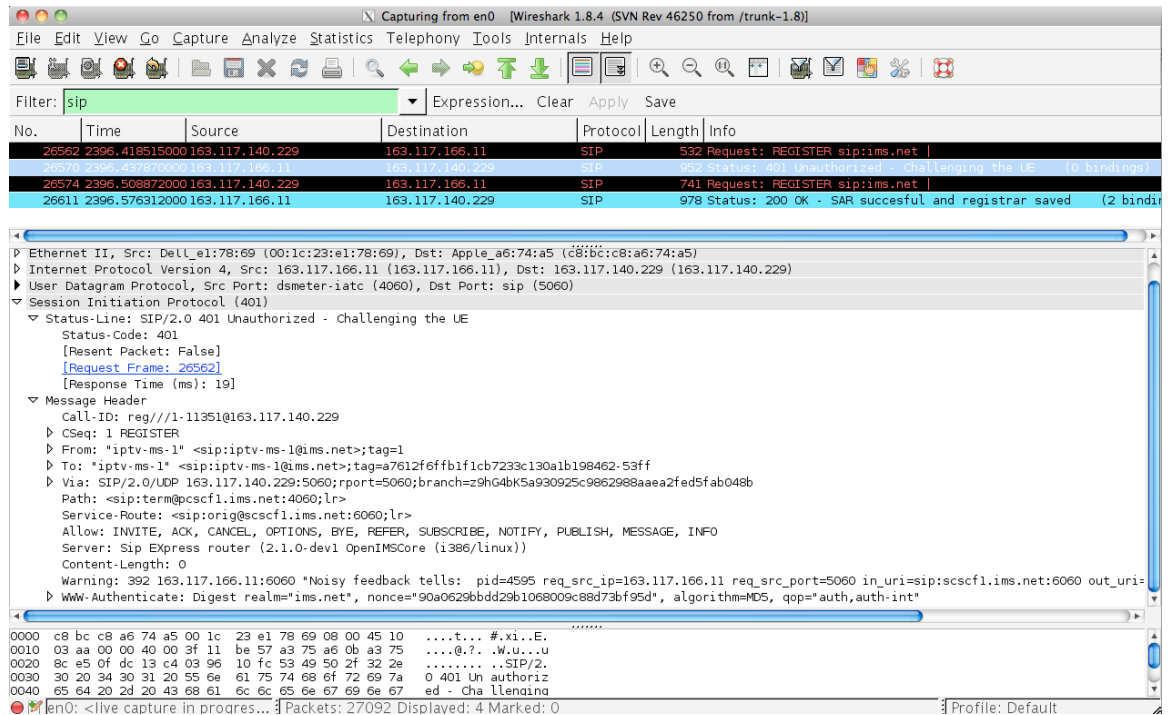 Capturing from en0   [Wireshark 1.8.4  (SVN Rev 46250 from /trunk-1.8)]
File Edit View Go Capture Analyze Statistics Telephony Tools Internals Help
Filter: sip Expression... Clear Apply Save
No. Time Source Destination Protocol Length Info
26562 2396.418515000 163.117.140.229 163.117.166.11 SIP 532 Request: REGISTER sip:ims.net |
26570 2396.437870000 163.117.166.11 163.117.140.229 SIP 952 Status: 401 Unauthorized - Challenging the UE (0 bindings)
26574 2396.508872000 163.117.140.229 163.117.166.11 SIP 741 Request: REGISTER sip:ims.net |
26611 2396.576312000 163.117.166.11 163.117.140.229 SIP 978 Status: 200 OK - SAR succesful and registrar saved (2 bindin
Ethernet II, Src: Dell_e1:78:69 (00:1c:23:e1:78:69), Dst: Apple_a6:74:a5 (c8:bc:c8:a6:74:a5)
Internet Protocol Version 4, Src: 163.117.166.11 (163.117.166.11), Dst: 163.117.140.229 (163.117.140.229)
User Datagram Protocol, Src Port: dsmeter-iatc (4060), Dst Port: sip (5060)
Session Initiation Protocol (401)
Status-Line: SIP/2.0 401 Unauthorized - Challenging the UE
Status-Code: 401
[Resent Packet: False]
[Request Frame: 26562]
[Response Time (ms): 19]
Message Header
Call-ID: reg///1-11351@163.117.140.229
CSeq: 1 REGISTER
From: "iptv-ms-1" <sip:iptv-ms-1@ims.net>;tag=1
To: "iptv-ms-1" <sip:iptv-ms-1@ims.net>;tag=a7612f6ffb1f1cb7233c130a1b198462-53ff
Via: SIP/2.0/UDP 163.117.140.229:5060;rport=5060;branch=z9hG4bK5a930925c9862988aaea2fed5fab048b
Path: <sip:term@pcscf1.ims.net:4060;lr>
Service-Route: <sip:orig@scscf1.ims.net:6060;lr>
Allow: INVITE, ACK, CANCEL, OPTIONS, BYE, REFER, SUBSCRIBE, NOTIFY, PUBLISH, MESSAGE, INFO
Server: Sip EXpress router (2.1.0-dev1 OpenIMSCore (i386/linux))
Content-Length: 0
Warning: 392 163.117.166.11:6060 "Noisy feedback tells:  pid=4595 req_src_ip=163.117.166.11 req_src_port=5060 in_uri=sip:scscf1.ims.net:6060 out_uri=
WWW-Authenticate: Digest realm="ims.net", nonce="90a0629bbdd29b1068009c88d73bf95d", algorithm=MD5, qop="auth,auth-int"
0000 c8 bc c8 a6 74 a5 00 1c 23 e1 78 69 08 00 45 10 ....t... #.xi..E.
0010 03 aa 00 00 40 00 3f 11 be 57 a3 75 a6 0b a3 75 ....@.?. .W.u...u
0020 8c e5 0f dc 13 c4 03 96 10 fc 53 49 50 2f 32 2e ........ ..SIP/2.
0030 30 20 34 30 31 20 55 6e 61 75 74 68 6f 72 69 7a 0 401 Un authoriz
0040 65 64 20 2d 20 43 68 61 6c 6c 65 6e 67 69 6e 67 ed - Cha llenging
en0: <live capture in progres... Packets: 27092 Displayed: 4 Marked: 0 Profile: Default